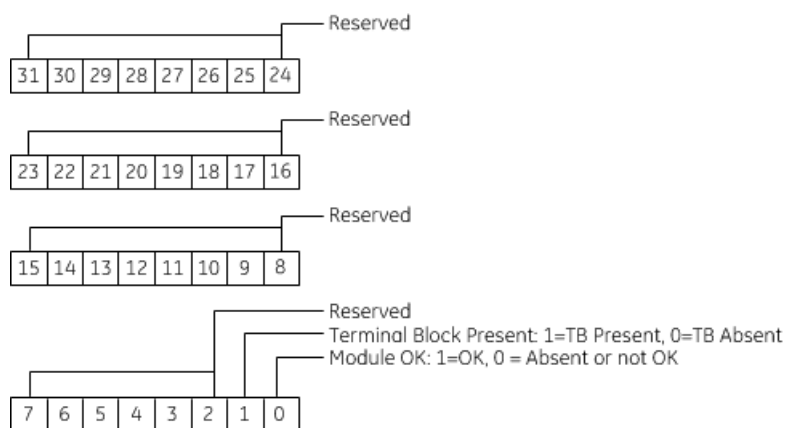 Reserved
31 30 29 28 27 26 25 24
Reserved
23 22 21 20 19 18 17 16
Reserved
15 14 13 12 11 10 9 8
Reserved
Terminal Block Present: 1=TB Present, 0=TB Absent
Module OK: 1=OK, 0 = Absent or not OK
7 6 5 4 3 2 1 0